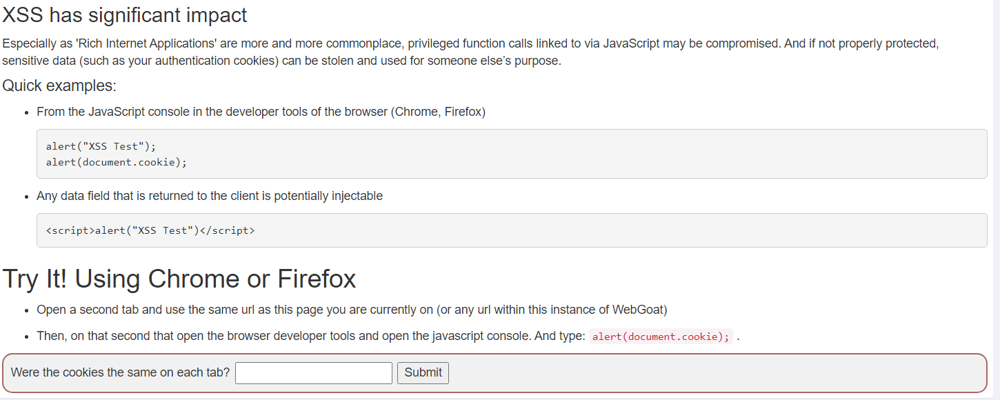 XSS has significant impact
Especially as 'Rich Internet Applications' are more and more commonplace, privileged function calls linked to via JavaScript may be compromised. And if not properly protected,
sensitive data (such as your authentication cookies) can be stolen and used for someone else’s purpose.
Quick examples:
• From the JavaScript console in the developer tools of the browser (Chrome, Firefox)
alert("XSS Test");
alert(document.cookie);
• Any data field that is returned to the client is potentially injectable
<script>alert("XSS Test")</script>
Try It! Using Chrome or Firefox
• Open a second tab and use the same url as this page you are currently on (or any url within this instance of WebGoat)
• Then, on that second that open the browser developer tools and open the javascript console. And type: alert(document.cookie); .
Were the cookies the same on each tab? Submit